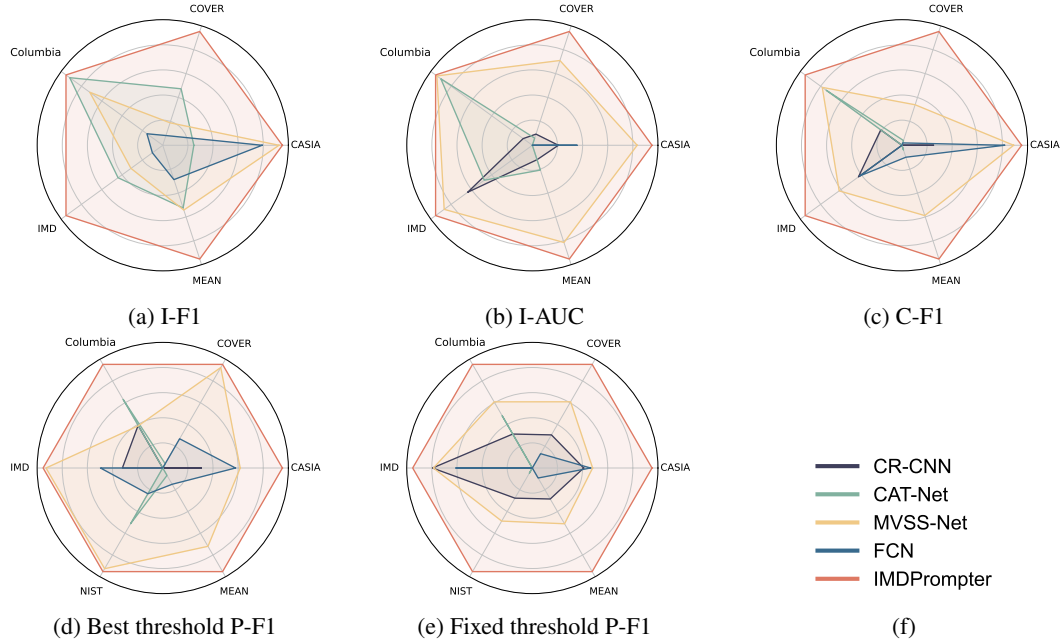 COVER
Columbia
CASIA
IMD
MEAN
(a) I-F1
COVER
Columbia
CASIA
IMD
MEAN
(b) I-AUC
COVER
Columbia
CASIA
IMD
MEAN
(c) C-F1
Columbia
COVER
IMD
CASIA
NIST
MEAN
(d) Best threshold P-F1
Columbia
COVER
IMD
CASIA
NIST
MEAN
(e) Fixed threshold P-F1
CR-CNN
CAT-Net
MVSS-Net
FCN
IMDPrompter
(f)